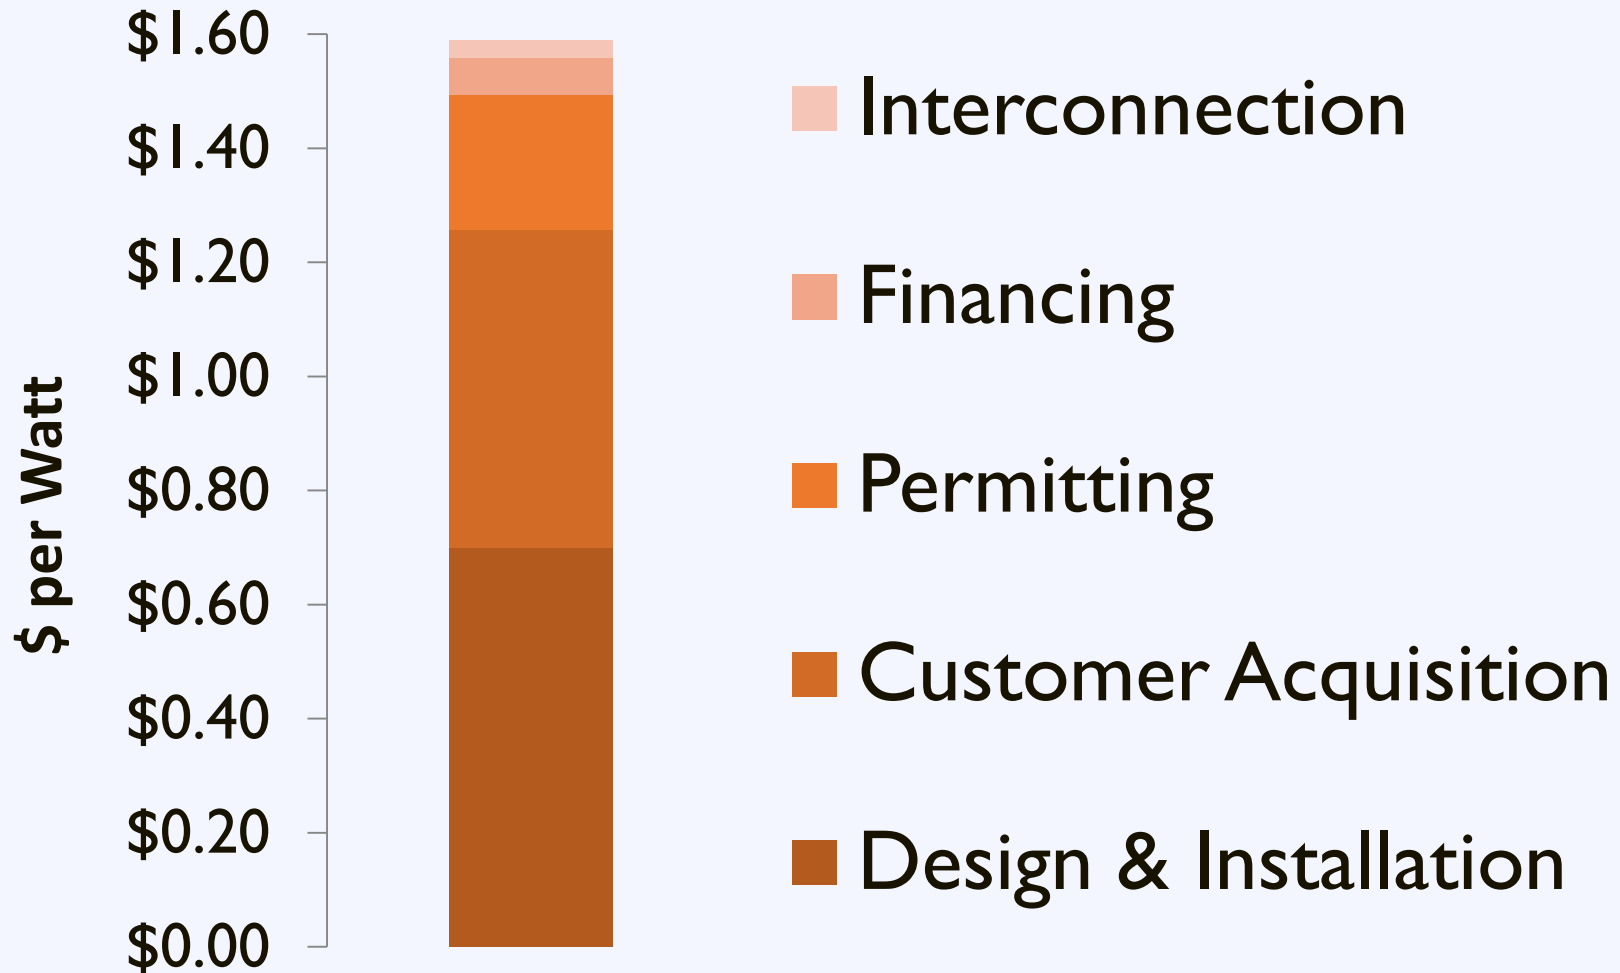 $ per Watt
$1.60
$1.40
$1.20
$1.00
$0.80
$0.60
$0.40
$0.20
$0.00
Interconnection
Financing
Permitting
Customer Acquisition
Design & Installation